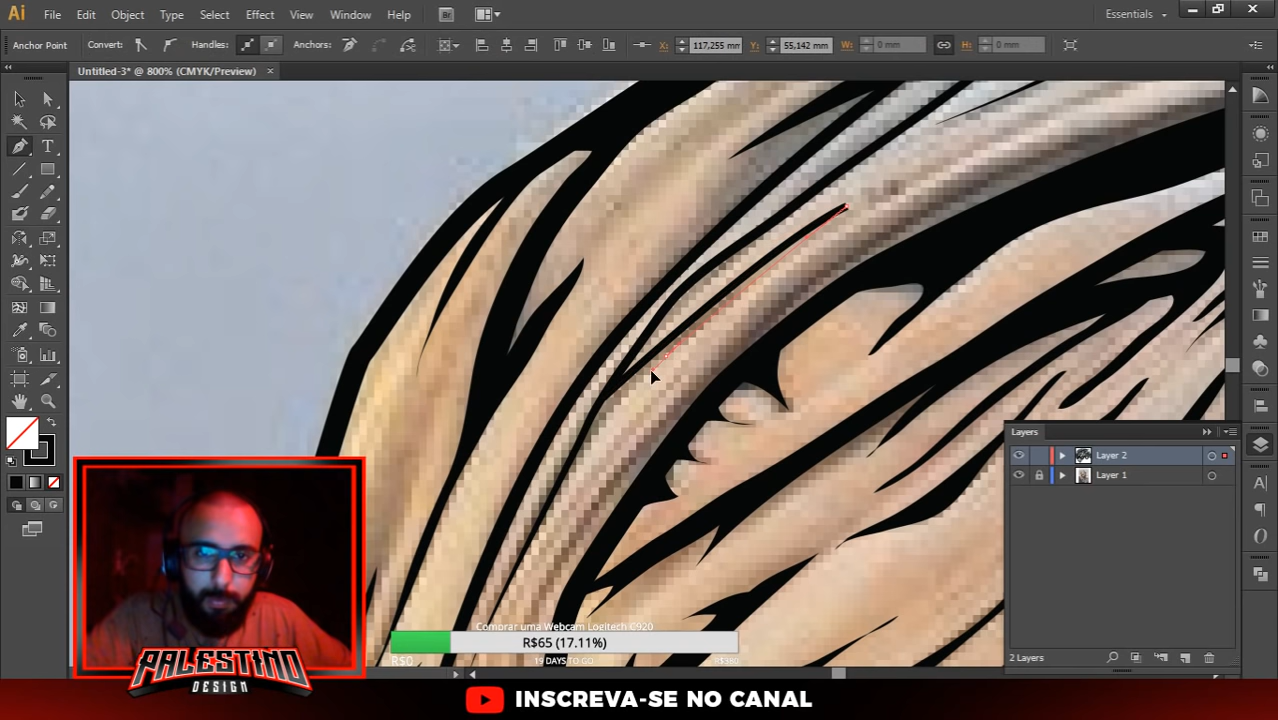 Ai File Edit Object Type Select Effect View Window Help Br Essentials
Anchor Point Convert: Handles: Anchors: X: 117,255 mm Y: 55,142 mm W: 0 mm H: 0 mm
Untitled-3* @ 800% (CMYK/Preview)
Layers
Layer 2
Layer 1
2 Layers
Comprar uma Webcam Logitech C920
R$65 (17.11%)
R$0 19 DAYS TO GO R$380
PALESTINO
DESIGN
INSCREVA-SE NO CANAL